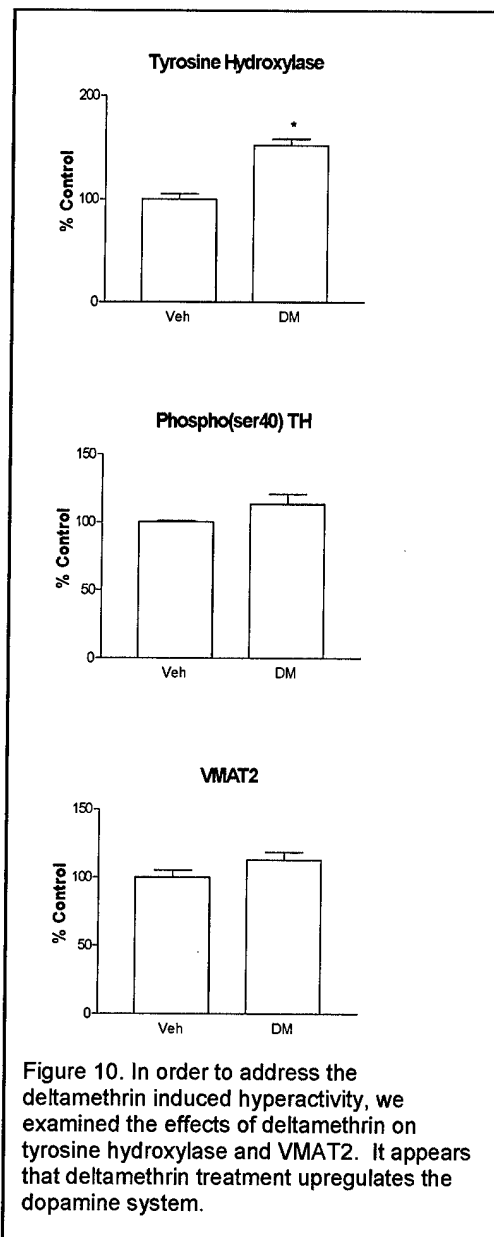 Tyrosine Hydroxylase
200
*
% Control
100
0
Veh DM
Phospho(ser40) TH
150
100
% Control
50
0
Veh DM
VMAT2
150
100
% Control
50
0
Veh DM
Figure 10. In order to address the
deltamethrin induced hyperactivity, we
examined the effects of deltamethrin on
tyrosine hydroxylase and VMAT2. It appears
that deltamethrin treatment upregulates the
dopamine system.